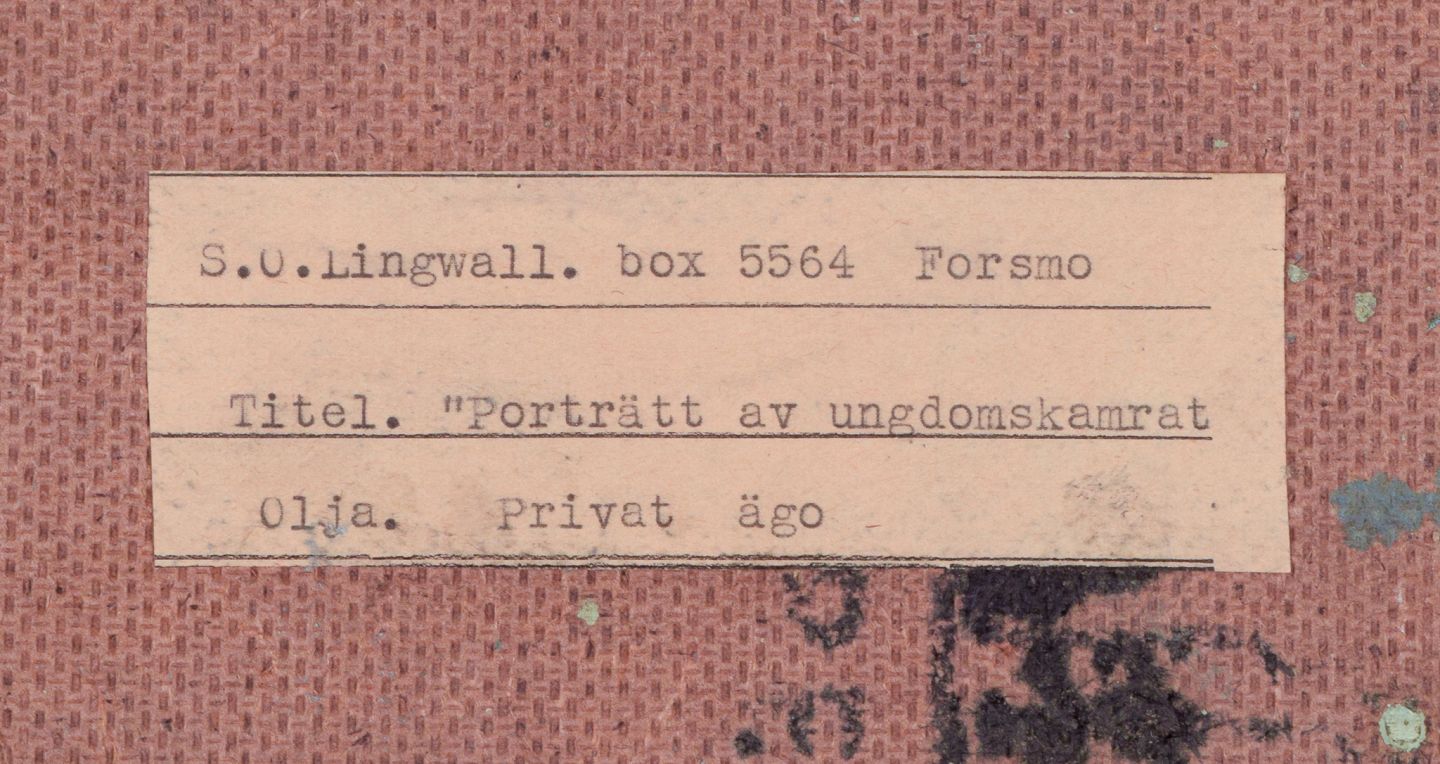 S.O.Lingwall. box 5564 Forsmo
Titel. "Porträtt av ungdomskamrat
Olja. Privat ägo